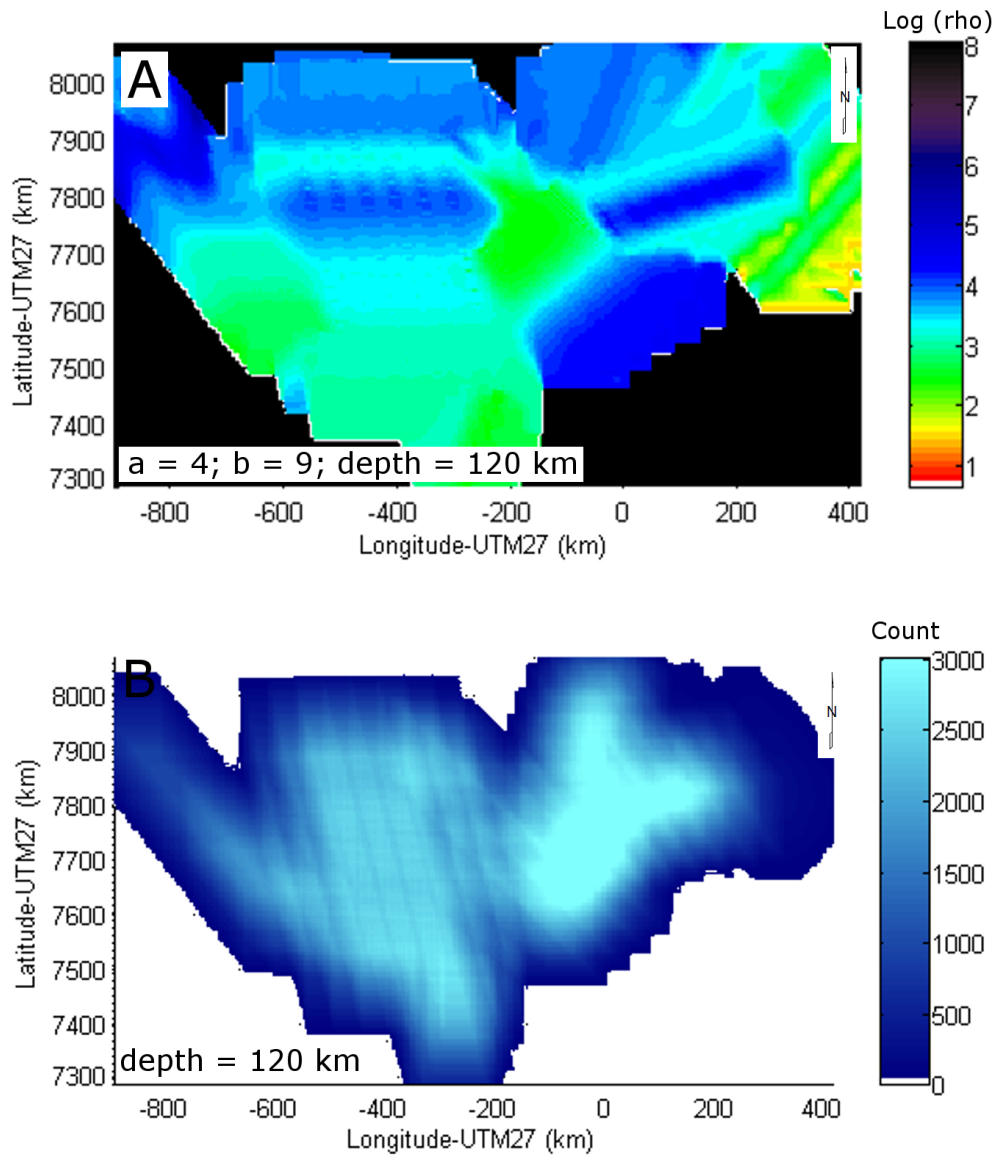 Log (rho)
A
N
8000
7900
7800
7700
7600
7500
7400
7300
Latitude-UTM27 (km)
a = 4; b = 9; depth = 120 km
-800 -600 -400 -200 0 200 400
Longitude-UTM27 (km)
8
7
6
5
4
3
2
1
Count
B
N
8000
7900
7800
7700
7600
7500
7400
7300
Latitude-UTM27 (km)
depth = 120 km
-800 -600 -400 -200 0 200 400
Longitude-UTM27 (km)
3000
2500
2000
1500
1000
500
0